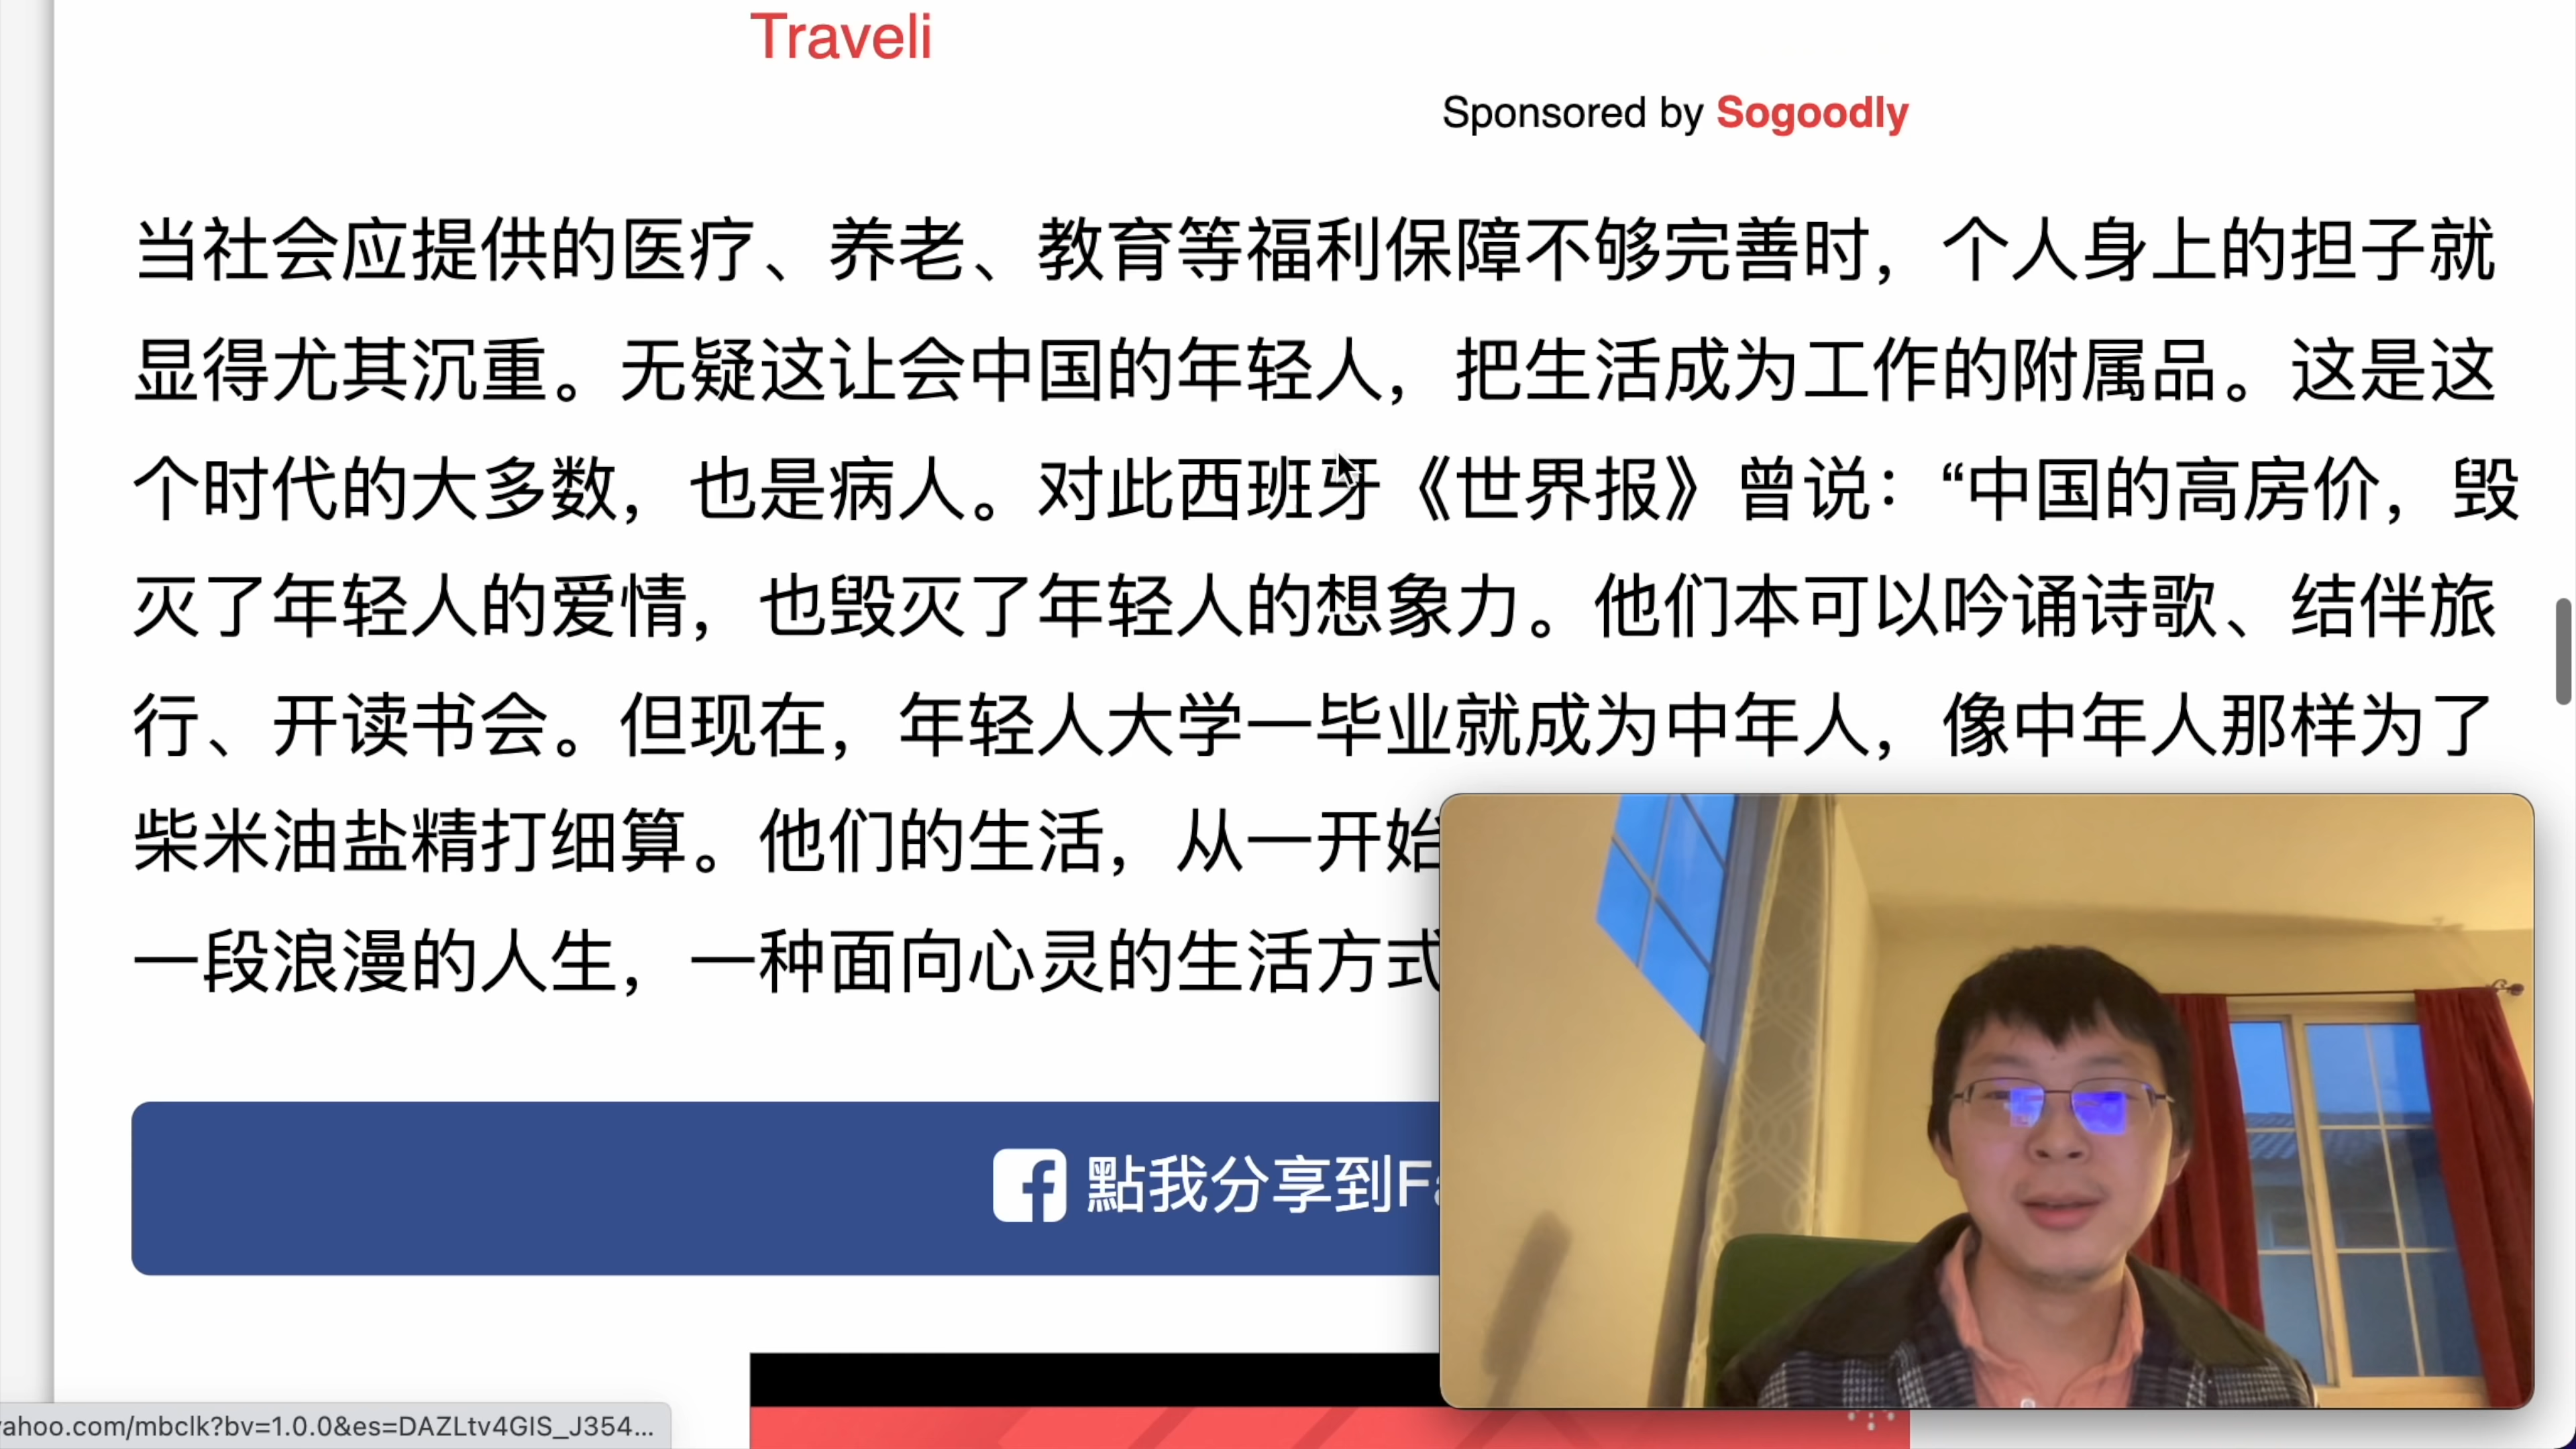 Traveli
Sponsored by Sogoodly
当社会应提供的医疗、养老、教育等福利保障不够完善时，个人身上的担子就
显得尤其沉重。无疑这让会中国的年轻人，把生活成为工作的附属品。这是这
个时代的大多数，也是病人。对此西班牙《世界报》曾说：“中国的高房价，毁
灭了年轻人的爱情，也毁灭了年轻人的想象力。他们本可以吟诵诗歌、结伴旅
行、开读书会。但现在，年轻人大学一毕业就成为中年人，像中年人那样为了
柴米油盐精打细算。他们的生活，从一开始
一段浪漫的人生，一种面向心灵的生活方式
點我分享到F
yahoo.com/mbclk?bv=1.0.0&es=DAZLtv4GIS_J354...